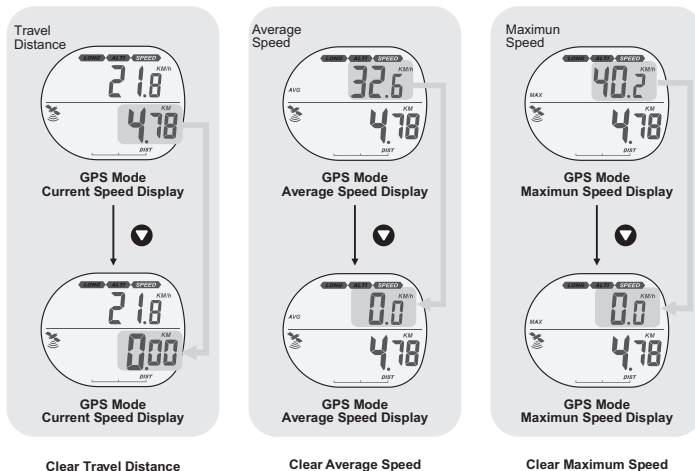 Travel
Distance
LONG ALTI SPEED
KM/h
21.8
KM
4.78
DIST
GPS Mode
Current Speed Display
LONG ALTI SPEED
KM/h
21.8
KM
0.00
DIST
GPS Mode
Current Speed Display
Clear Travel Distance
Average
Speed
LONG ALTI SPEED
KM/h
AVG 32.6
KM
4.78
DIST
GPS Mode
Average Speed Display
LONG ALTI SPEED
KM/h
AVG 0.0
KM
4.78
DIST
GPS Mode
Average Speed Display
Clear Average Speed
Maximun
Speed
LONG ALTI SPEED
KM/h
MAX 40.2
KM
4.78
DIST
GPS Mode
Maximun Speed Display
LONG ALTI SPEED
KM/h
MAX 0.0
KM
4.78
DIST
GPS Mode
Maximun Speed Display
Clear Maximum Speed